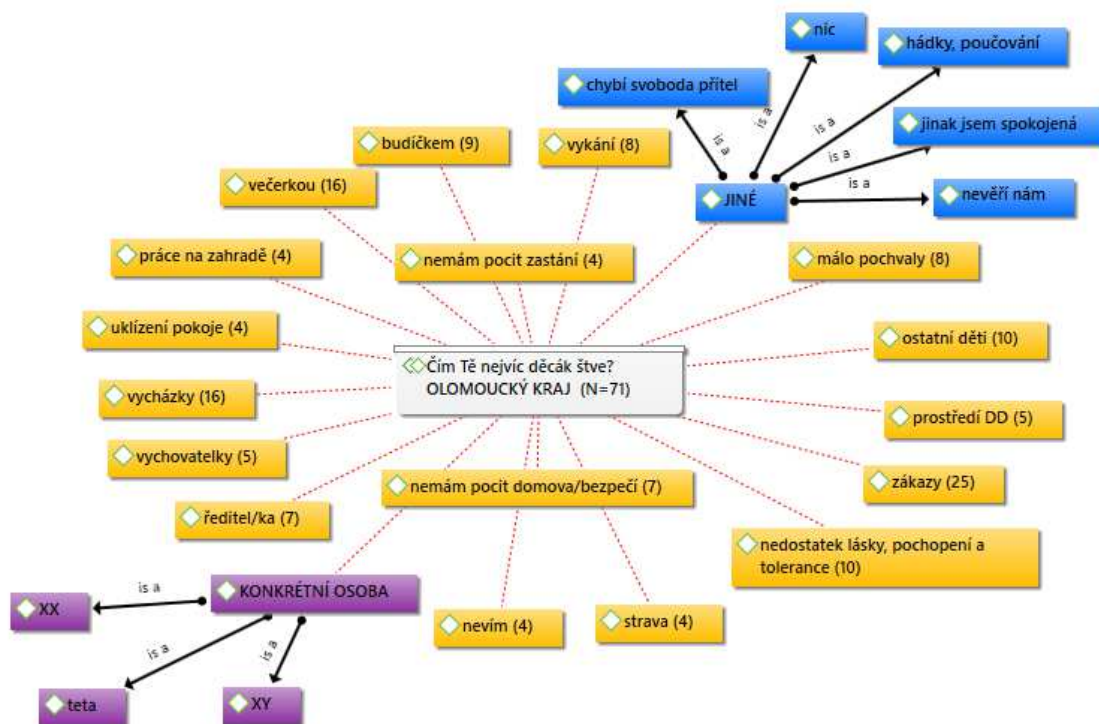 nic
hádky, poučování
chybí svoboda přítel
is a
is a
is a
jinak jsem spokojená
is a
is a
JINÉ
nevěří nám
budíčkem (9)
vykání (8)
večerkou (16)
práce na zahradě (4)
nemám pocit zastání (4)
málo pochvaly (8)
uklízení pokoje (4)
ostatní děti (10)
Čím Tě nejvíc děcák štve?
OLOMOUCKÝ KRAJ (N=71)
vycházky (16)
prostředí DD (5)
vychovatelky (5)
nemám pocit domova/bezpečí (7)
zákazy (25)
ředitel/ka (7)
nedostatek lásky, pochopení a
tolerance (10)
KONKRÉTNÍ OSOBA
is a
XX
is a
is a
nevím (4)
strava (4)
teta
XY